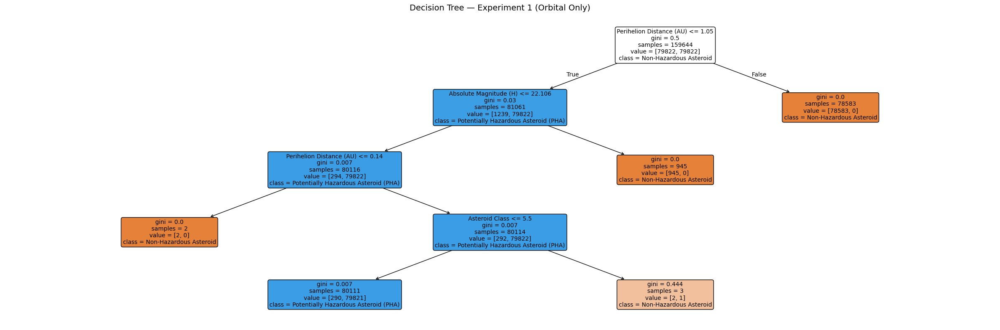 Decision Tree — Experiment 1 (Orbital Only)
Perihelion Distance (AU) <= 1.05
gini = 0.5
samples = 159644
value = [79822, 79822]
class = Non-Hazardous Asteroid
True
False
Absolute Magnitude (H) <= 22.106
gini = 0.03
samples = 81061
value = [1239, 79822]
class = Potentially Hazardous Asteroid (PHA)
gini = 0.0
samples = 78583
value = [78583, 0]
class = Non-Hazardous Asteroid
Perihelion Distance (AU) <= 0.14
gini = 0.007
samples = 80116
value = [294, 79822]
class = Potentially Hazardous Asteroid (PHA)
gini = 0.0
samples = 945
value = [945, 0]
class = Non-Hazardous Asteroid
gini = 0.0
samples = 2
value = [2, 0]
class = Non-Hazardous Asteroid
Asteroid Class <= 5.5
gini = 0.007
samples = 80114
value = [292, 79822]
class = Potentially Hazardous Asteroid (PHA)
gini = 0.007
samples = 80111
value = [290, 79821]
class = Potentially Hazardous Asteroid (PHA)
gini = 0.444
samples = 3
value = [2, 1]
class = Non-Hazardous Asteroid